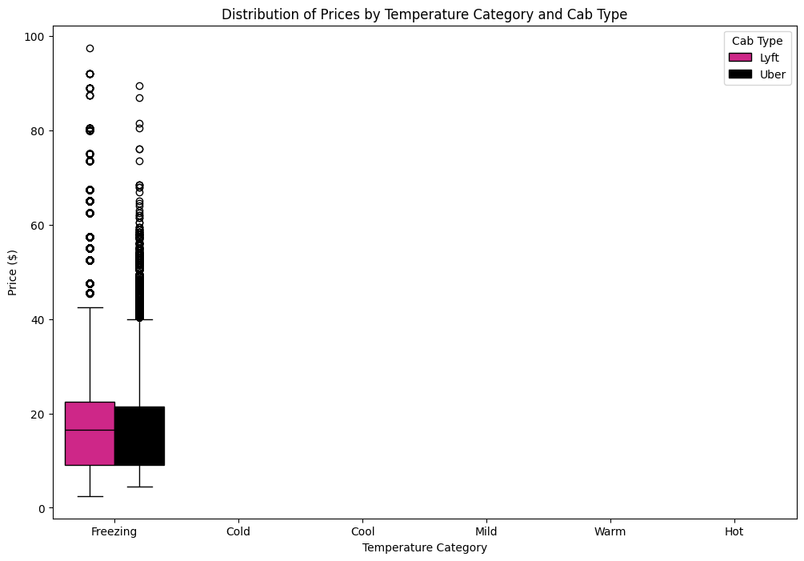 Distribution of Prices by Temperature Category and Cab Type
Cab Type
Lyft
Uber
Price ($)
100
80
60
40
20
0
Freezing Cold Cool Mild Warm Hot
Temperature Category